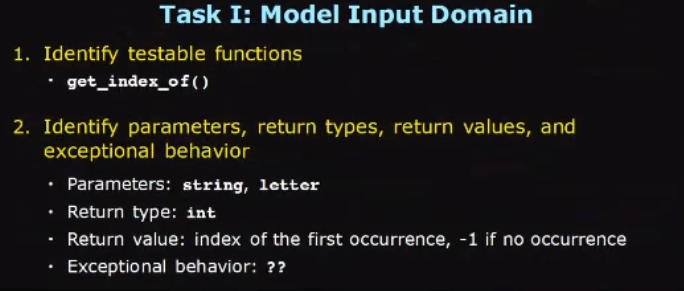 Task I: Model Input Domain
1. Identify testable functions
· get_index_of()
2. Identify parameters, return types, return values, and
exceptional behavior
· Parameters: string, letter
· Return type: int
· Return value: index of the first occurrence, -1 if no occurrence
· Exceptional behavior: ??